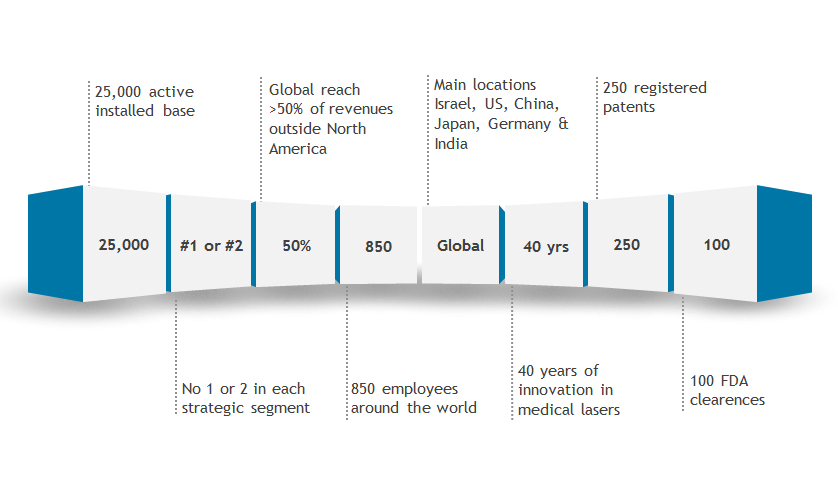 25,000 active
installed base
Global reach
>50% of revenues
outside North
America
Main locations
Israel, US, China,
Japan, Germany &
India
250 registered
patents
25,000
#1 or #2
50%
850
Global
40 yrs
250
100
No 1 or 2 in each
strategic segment
850 employees
around the world
40 years of
innovation in
medical lasers
100 FDA
clearences